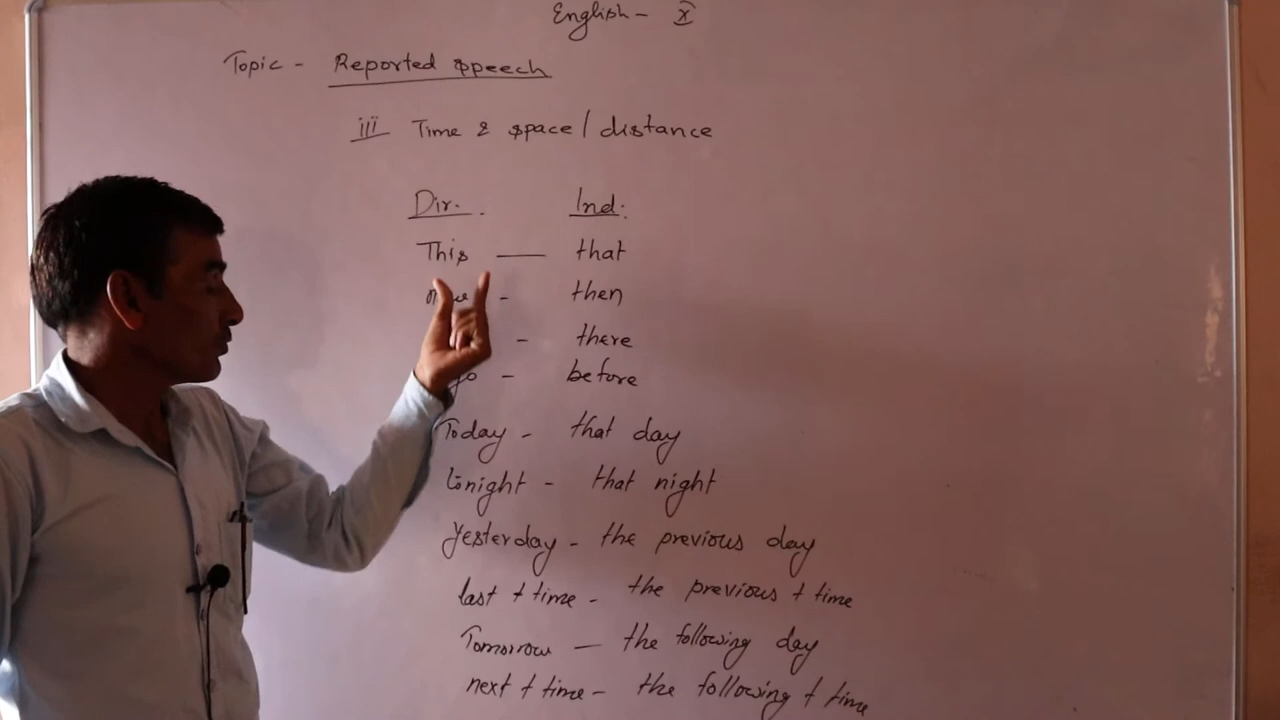 English - X
Topic - Reported speech
iii Time & space / distance
Dir. Ind:
This — that
- then
- there
- before
Today - that day
tonight - that night
yesterday - the previous day
last + time - the previous + time
Tomorrow — the following day
next + time - the following + time